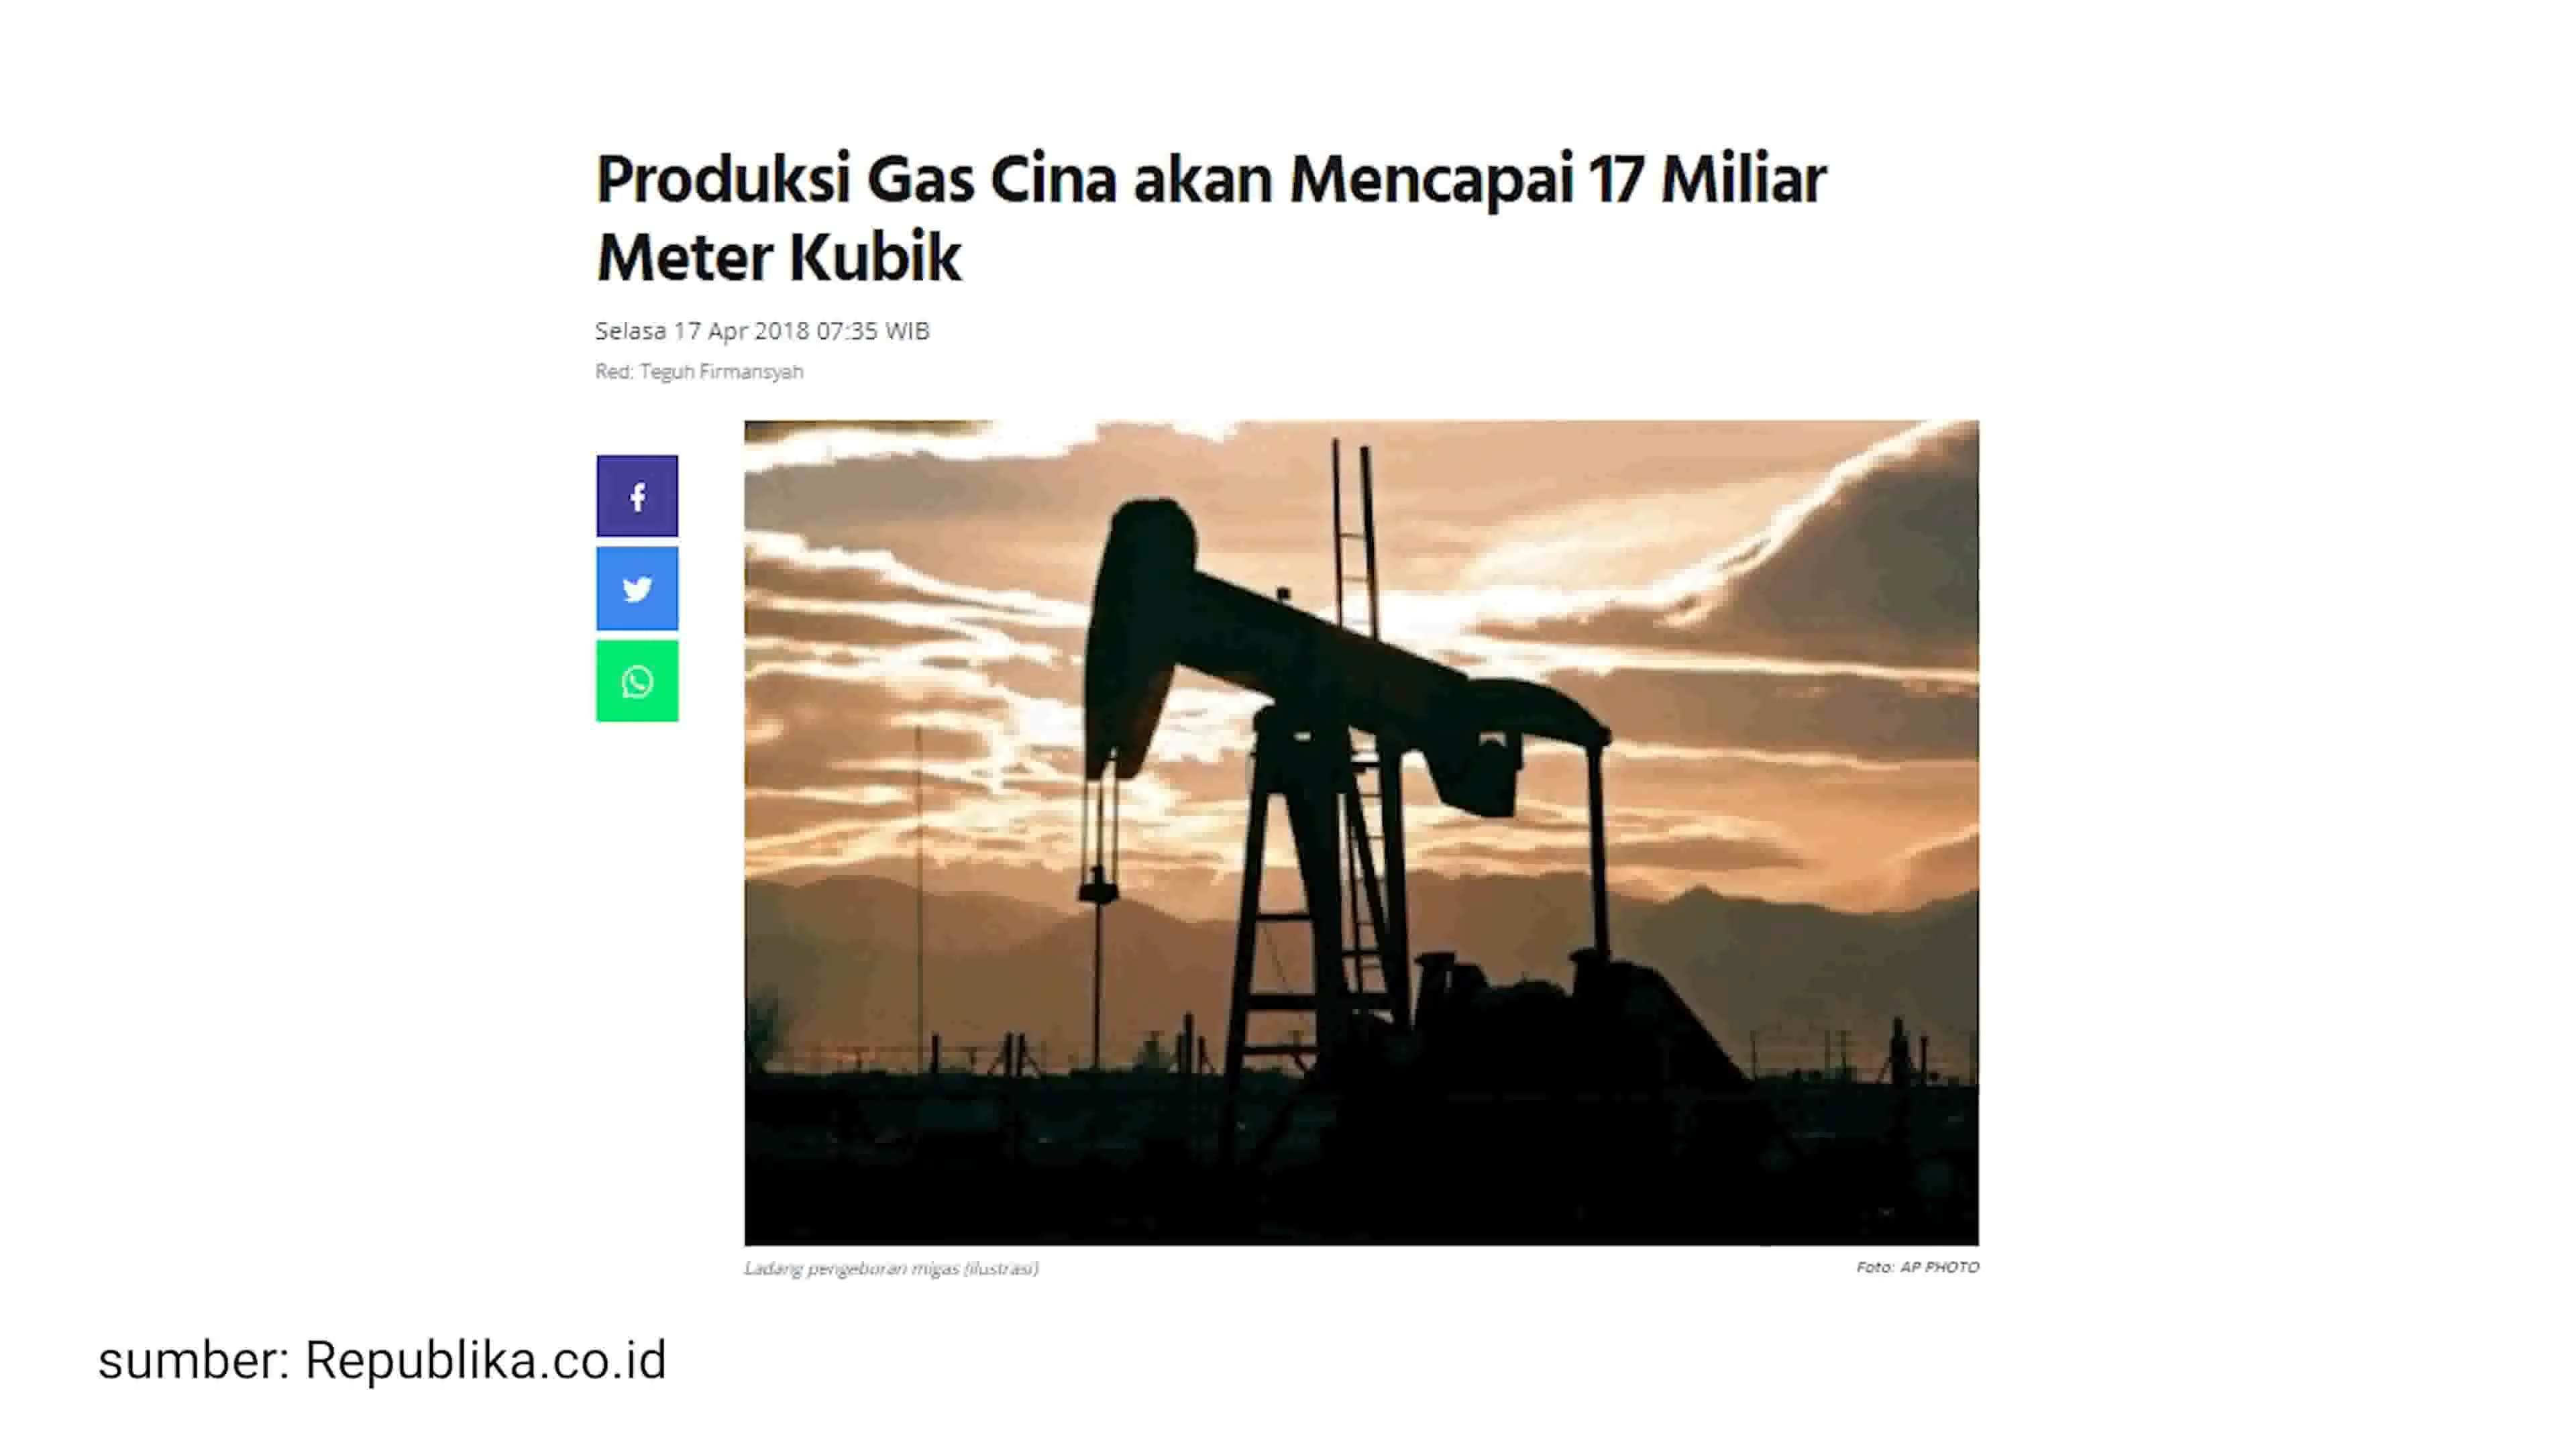 Produksi Gas Cina akan Mencapai 17 Miliar
Meter Kubik
Selasa 17 Apr 2018 07:35 WIB
Red: Teguh Firmansyah
Ladang pengeboran migas (ilustrasi)
Foto: AP PHOTO
sumber: Republika.co.id